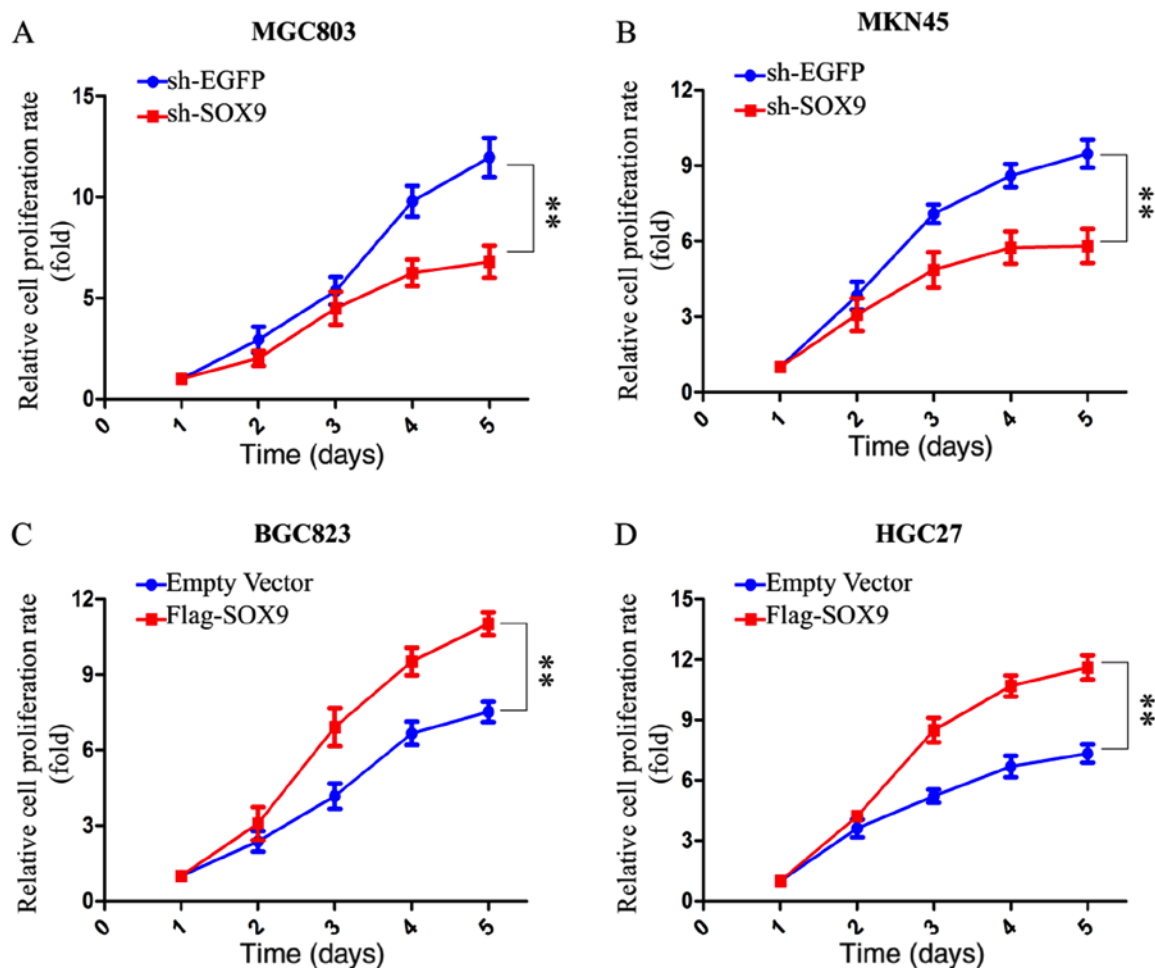 A
MGC803
sh-EGFP
sh-SOX9
Relative cell proliferation rate
(fold)
15
10
5
0
0 1 2 3 4 5
Time (days)
**
B
MKN45
sh-EGFP
sh-SOX9
Relative cell proliferation rate
(fold)
12
9
6
3
0
0 1 2 3 4 5
Time (days)
**
C
BGC823
Empty Vector
Flag-SOX9
Relative cell proliferation rate
(fold)
12
9
6
3
0
0 1 2 3 4 5
Time (days)
**
D
HGC27
Empty Vector
Flag-SOX9
Relative cell proliferation rate
(fold)
15
12
9
6
3
0
0 1 2 3 4 5
Time (days)
**